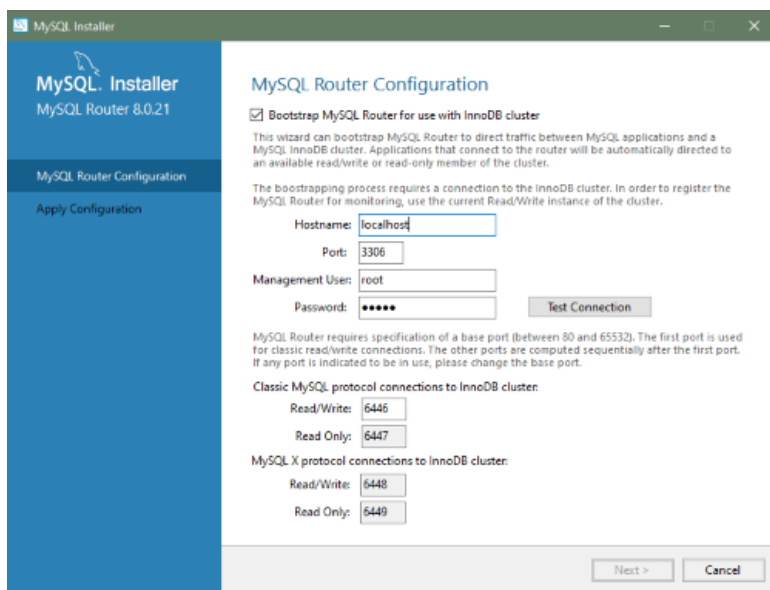 MySQL Installer
MySQL. Installer
MySQL Router 8.0.21
MySQL Router Configuration
Apply Configuration
MySQL Router Configuration
Bootstrap MySQL Router for use with InnoDB cluster
This wizard can bootstrap MySQL Router to direct traffic between MySQL applications and a
MySQL InnoDB cluster. Applications that connect to the router will be automatically directed to
an available read/write or read-only member of the cluster.
The boostrapping process requires a connection to the InnoDB cluster. In order to register the
MySQL Router for monitoring, use the current Read/Write instance of the cluster.
Hostname: localhost
Port: 3306
Management User: root
Password: ●●●●●
Test Connection
MySQL Router requires specification of a base port (between 80 and 65532). The first port is used
for classic read/write connections. The other ports are computed sequentially after the first port.
If any port is indicated to be in use, please change the base port.
Classic MySQL protocol connections to InnoDB cluster:
Read/Write: 6446
Read Only: 6447
MySQL X protocol connections to InnoDB cluster:
Read/Write: 6448
Read Only: 6449
Next >
Cancel